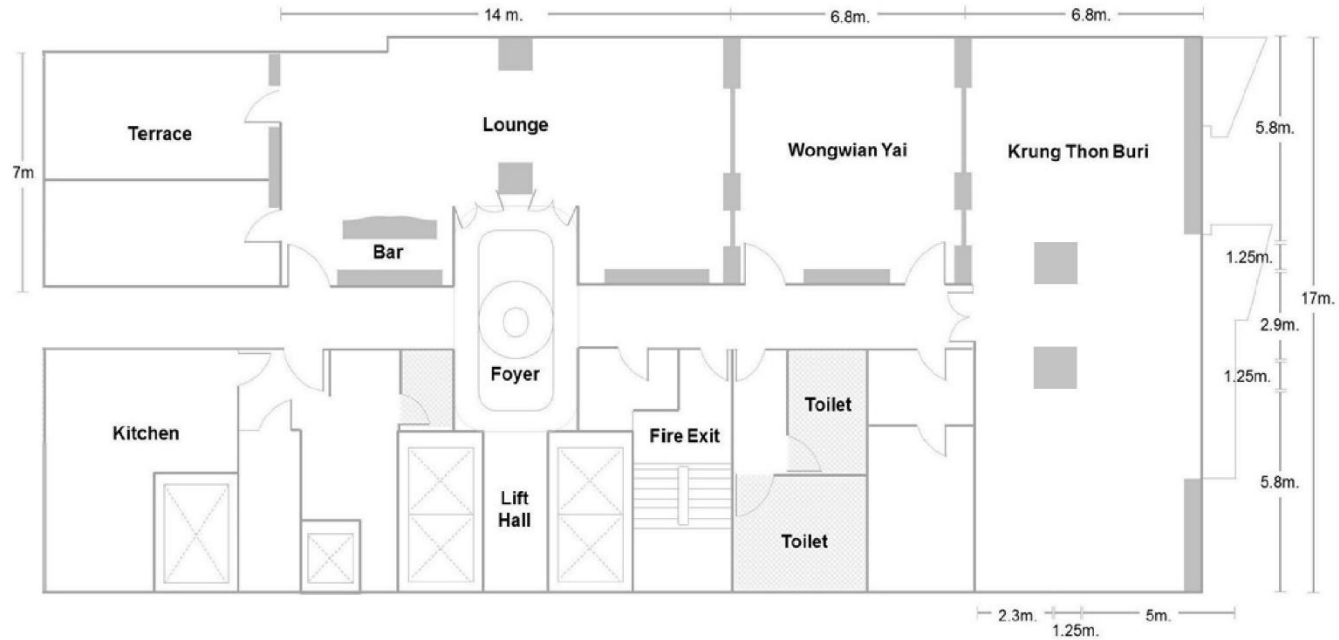 14 m.
6.8m.
6.8m.
Terrace
Lounge
Wongwian Yai
Krung Thon Buri
5.8m.
7m
Bar
1.25m.
17m.
2.9m.
Foyer
1.25m.
Kitchen
Toilet
Fire Exit
Lift
Hall
5.8m.
Toilet
2.3m.
5m.
1.25m.